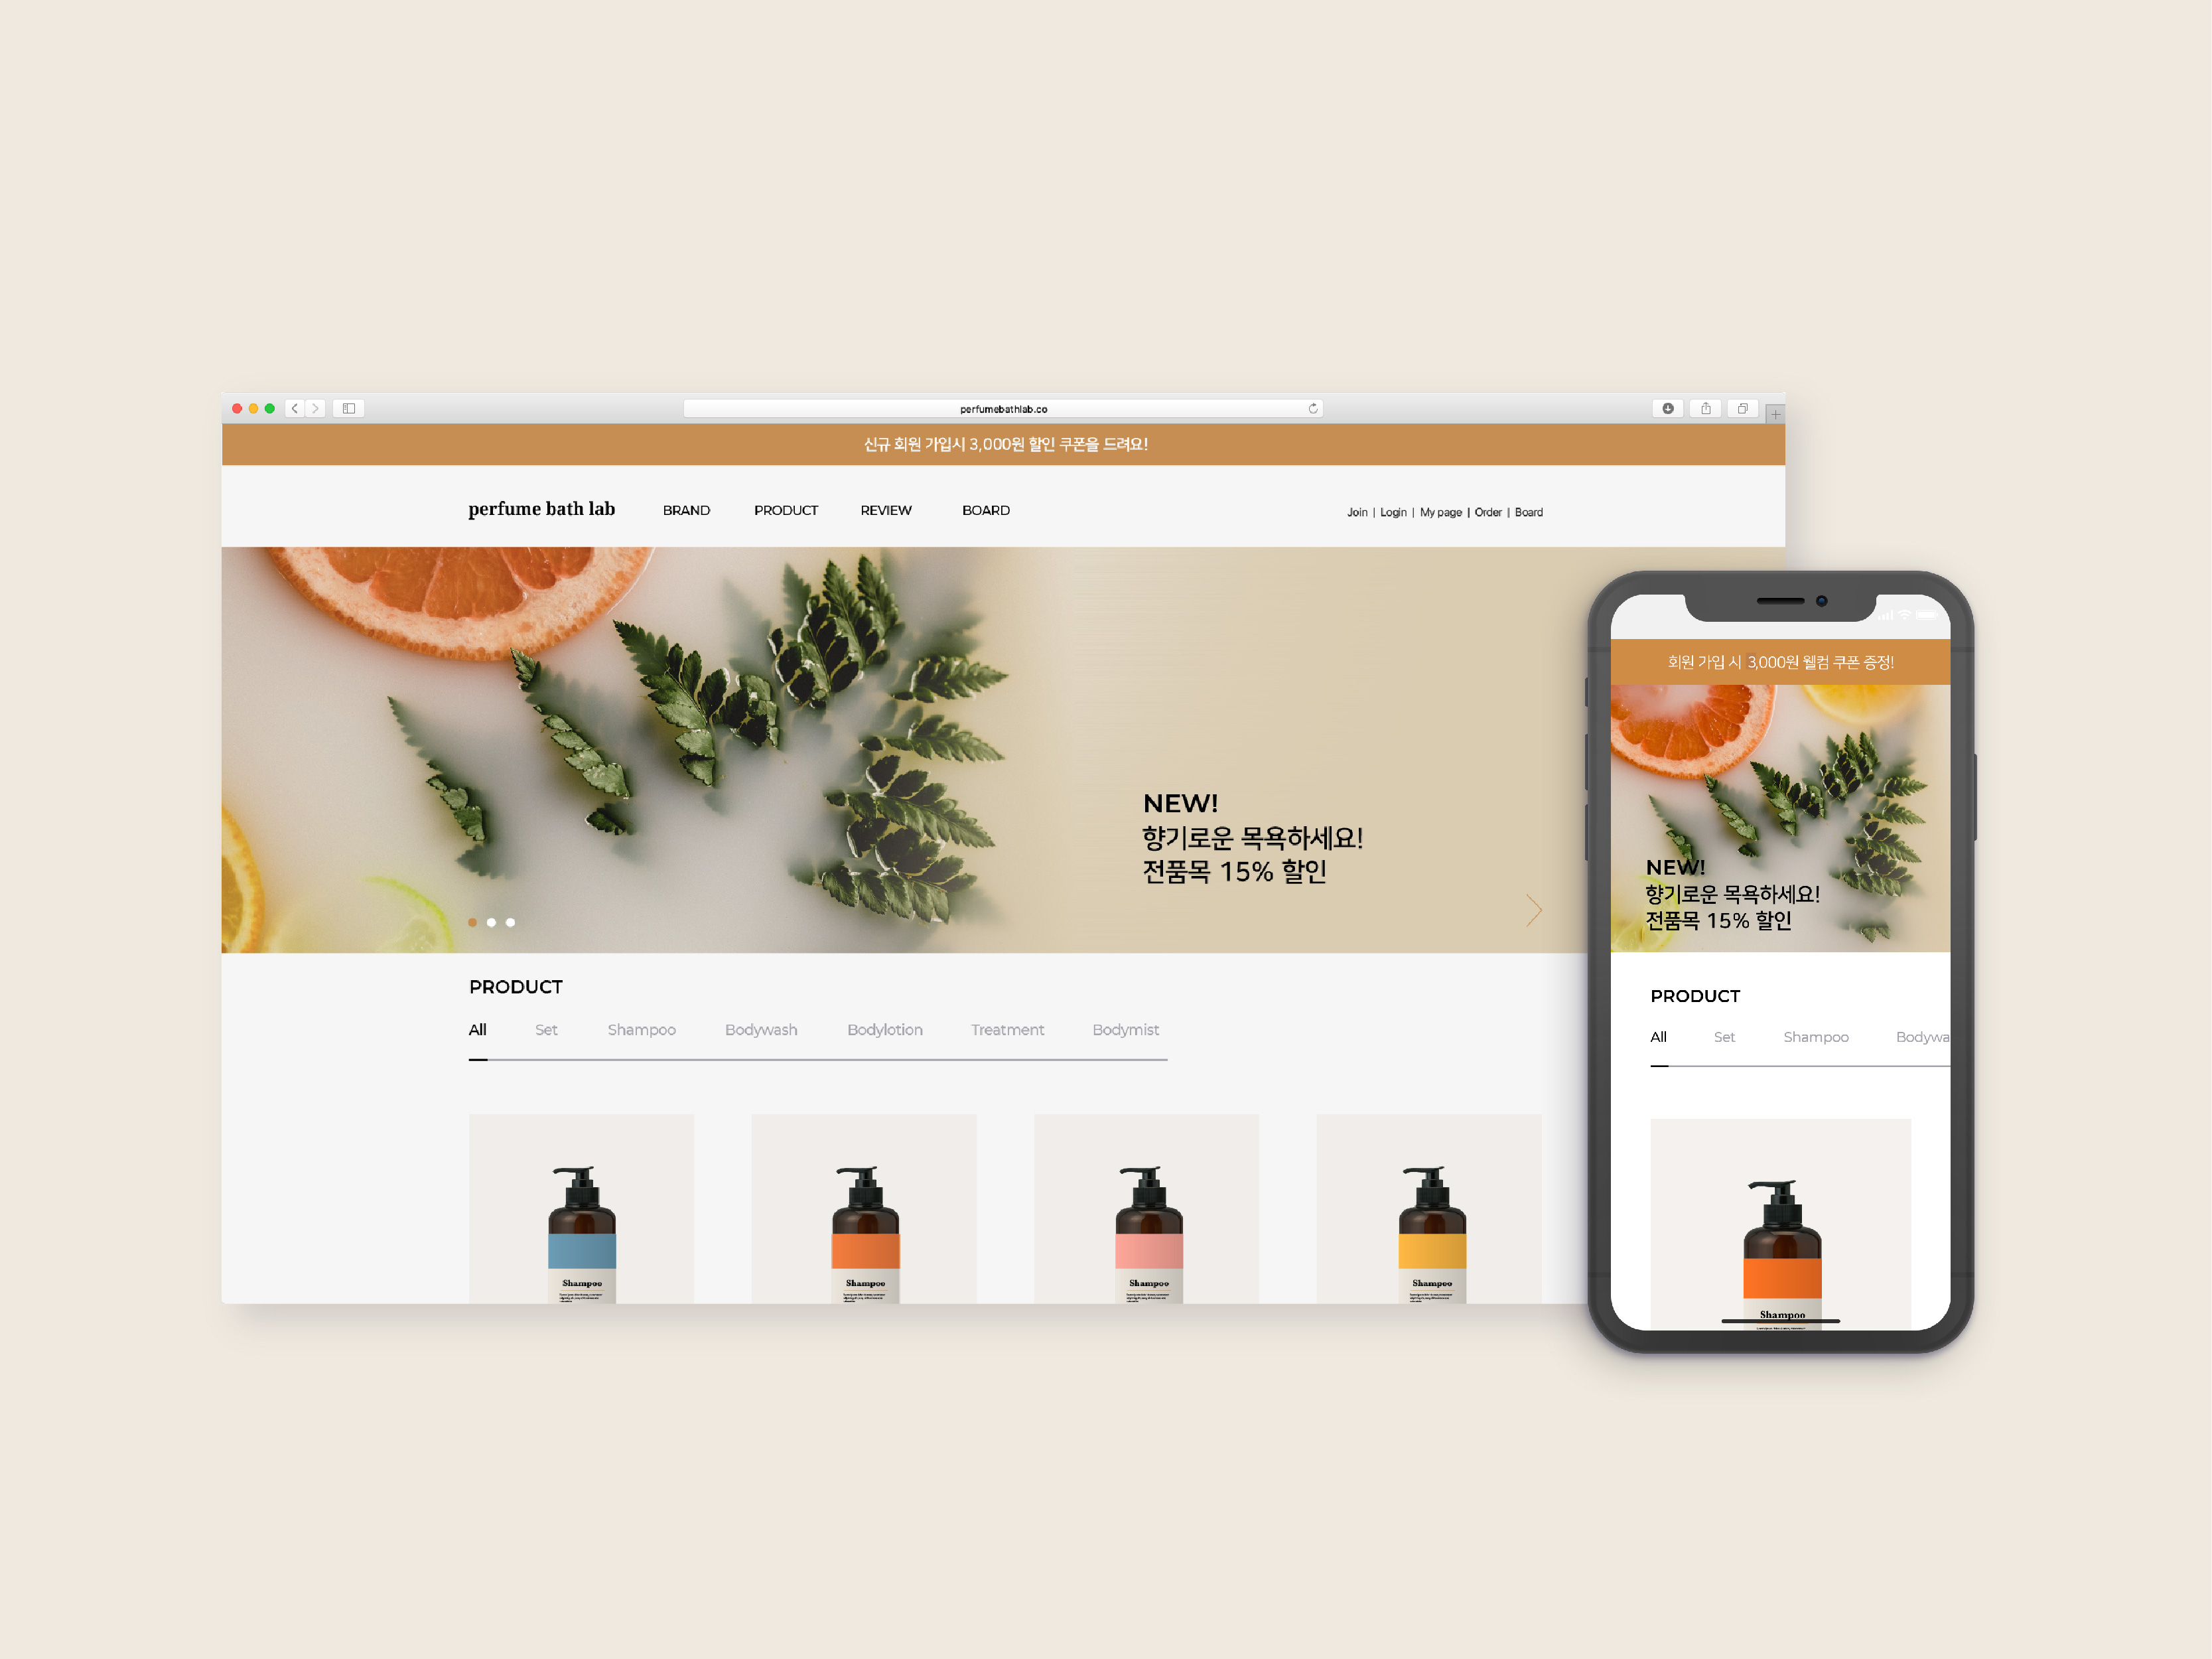 perfumebathlab.co
신규 회원 가입시 3,000원 할인 쿠폰을 드려요!
perfume bath lab BRAND PRODUCT REVIEW BOARD
Join | Login | My page | Order | Board
NEW!
향기로운 목욕하세요!
전품목 15% 할인
PRODUCT
All Set Shampoo Bodywash Bodylotion Treatment Bodymist
Shampoo
Shampoo
Shampoo
Shampoo
회원 가입 시 3,000원 웰컴 쿠폰 증정!
NEW!
향기로운 목욕하세요!
전품목 15% 할인
PRODUCT
All Set Shampoo Bodywa
Shampoo